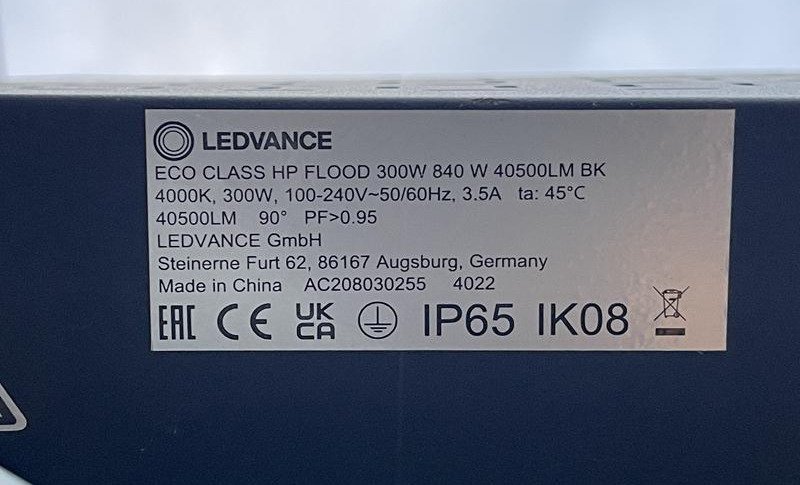 LEDVANCE
ECO CLASS HP FLOOD 300W 840 W 40500LM BK
4000K, 300W, 100-240V~50/60Hz, 3.5A ta: 45°C
40500LM 90° PF>0.95
LEDVANCE GmbH
Steinerne Furt 62, 86167 Augsburg, Germany
Made in China AC208030255 4022
EAC CE UK CA IP65 IK08